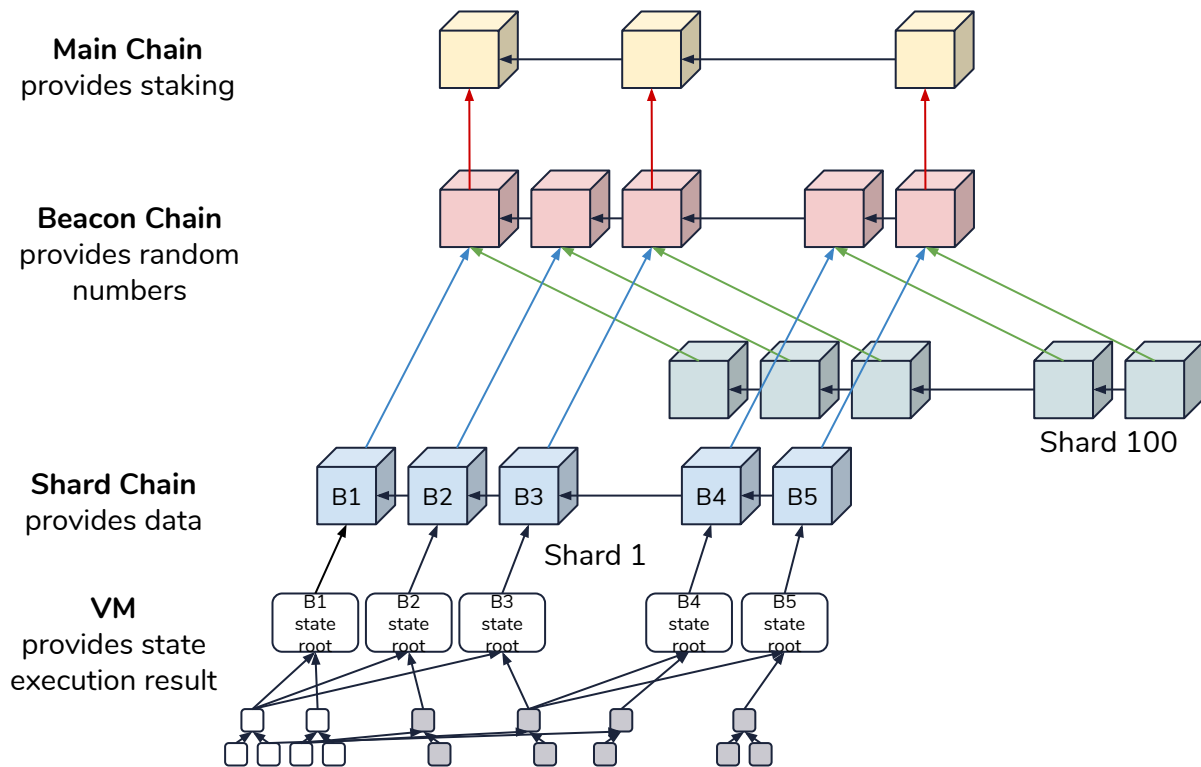 Main Chain
provides staking
Beacon Chain
provides random
numbers
Shard 100
Shard Chain
provides data
B1
B2
B3
B4
B5
Shard 1
VM
provides state
execution result
B1
state
root
B2
state
root
B3
state
root
B4
state
root
B5
state
root